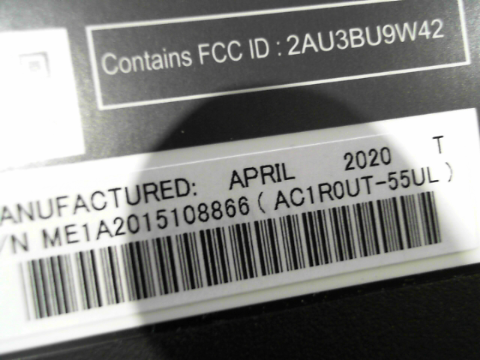 Contains FCC ID : 2AU3BU9W42
ANUFACTURED: APRIL 2020 T
/N ME1A2015108866 ( AC1R0UT-55UL )